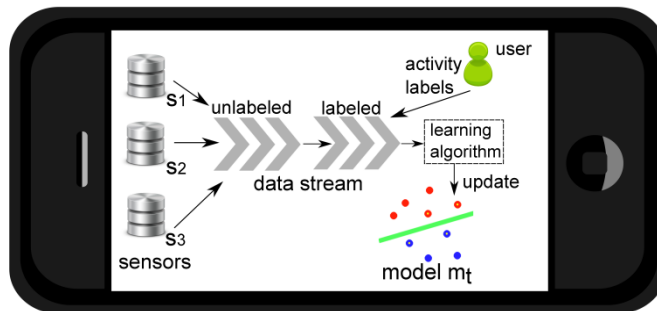 user
activity
labels
S1
unlabeled
labeled
learning
algorithm
S2
data stream
update
S3
sensors
model mt